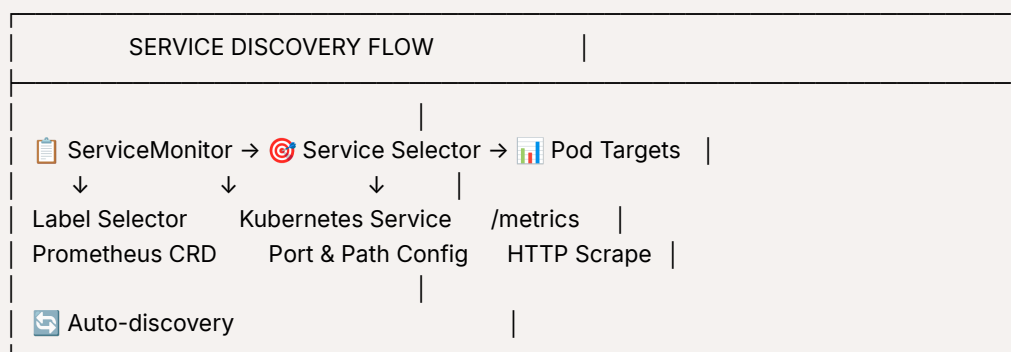 SERVICE DISCOVERY FLOW
📋 ServiceMonitor → 🎯 Service Selector → 📊 Pod Targets
↓ ↓ ↓
Label Selector Kubernetes Service /metrics
Prometheus CRD Port & Path Config HTTP Scrape
🔄 Auto-discovery